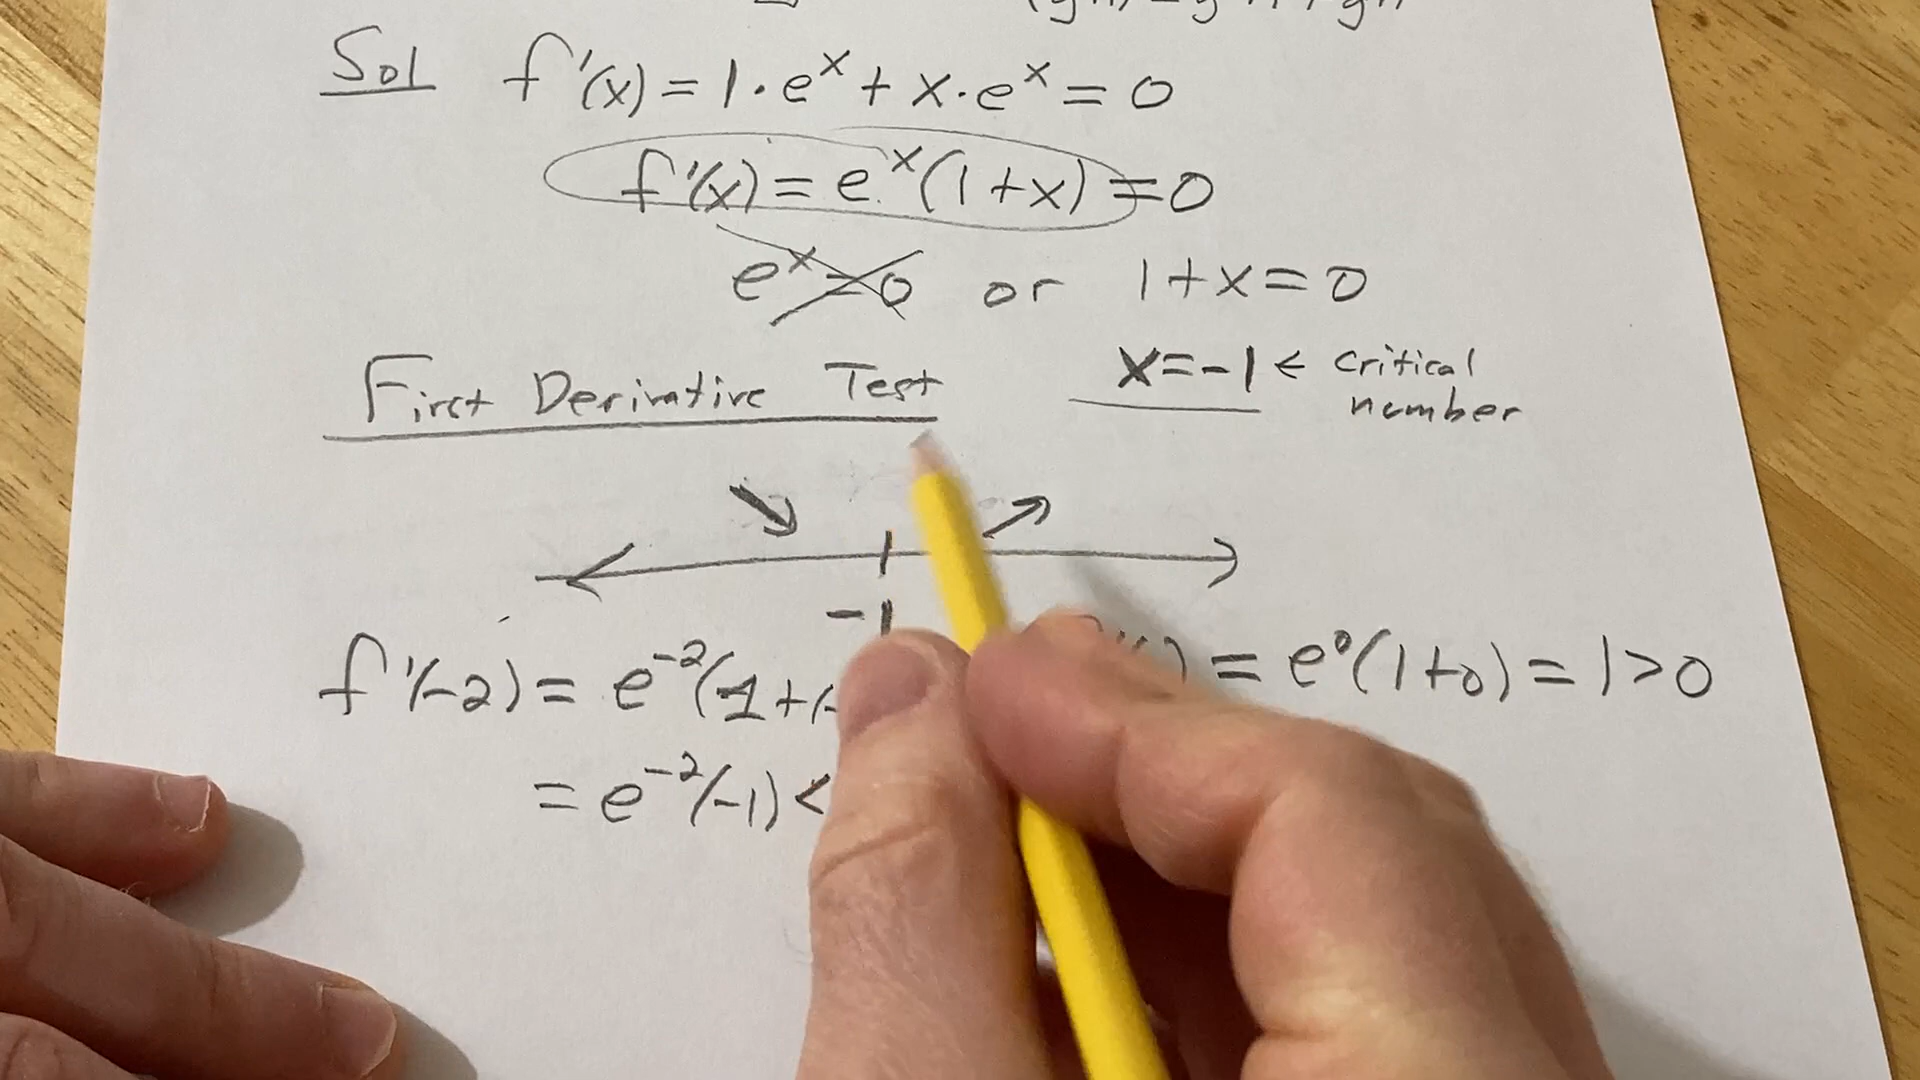 Sol f'(x) = 1·e^x + x·e^x = 0
f'(x) = e^x(1+x) = 0
e^x=0 or 1+x=0
First Derivative Test
x=-1 ← critical
number
-1
f'(-2) = e^-2(1+(-
= e^0(1+0) = 1>0
= e^-2(-1) <